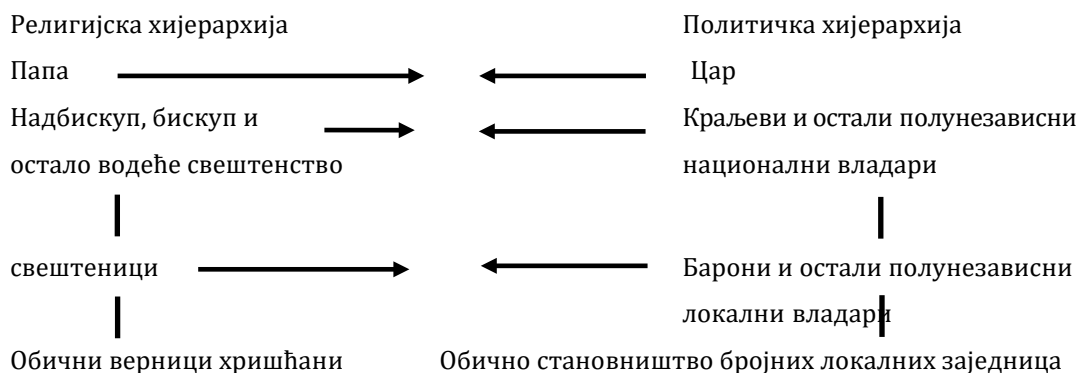 Религијска хијерархија Политичка хијерархија
Папа Цар
Надбискуп, бискуп и Краљеви и остали полунезависни
остало водеће свештенство национални владари
свештеници Барони и остали полунезависни
локални владари
Обични верници хришћани Обично становништво бројних локалних заједница